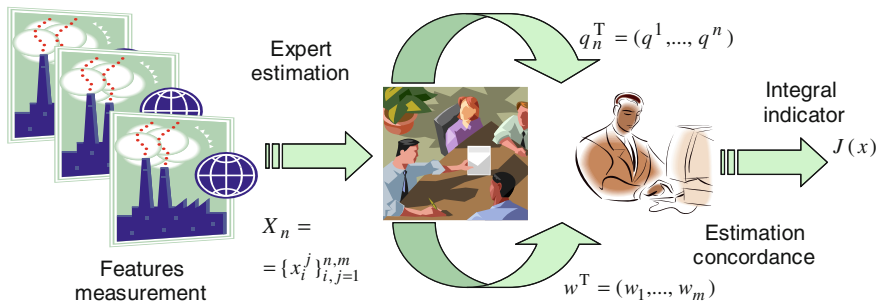 Expert
estimation
q_n^T = (q^1,..., q^n)
Integral
indicator
J(x)
X_n =
= {x_i^j}_{i,j=1}^{n,m}
Features
measurement
Estimation
concordance
w^T = (w_1,..., w_m)